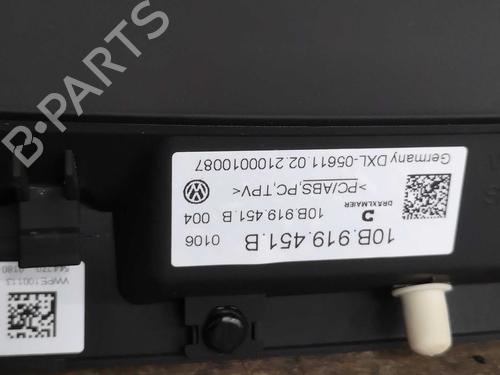 10B.919.451.B
0106
DRÄXLMAIER
10B.919.451.B 004
>PC/ABS,PC,TPV<
Germany DXL-05611.02.2100010087
VWPE100113
B-PARTS